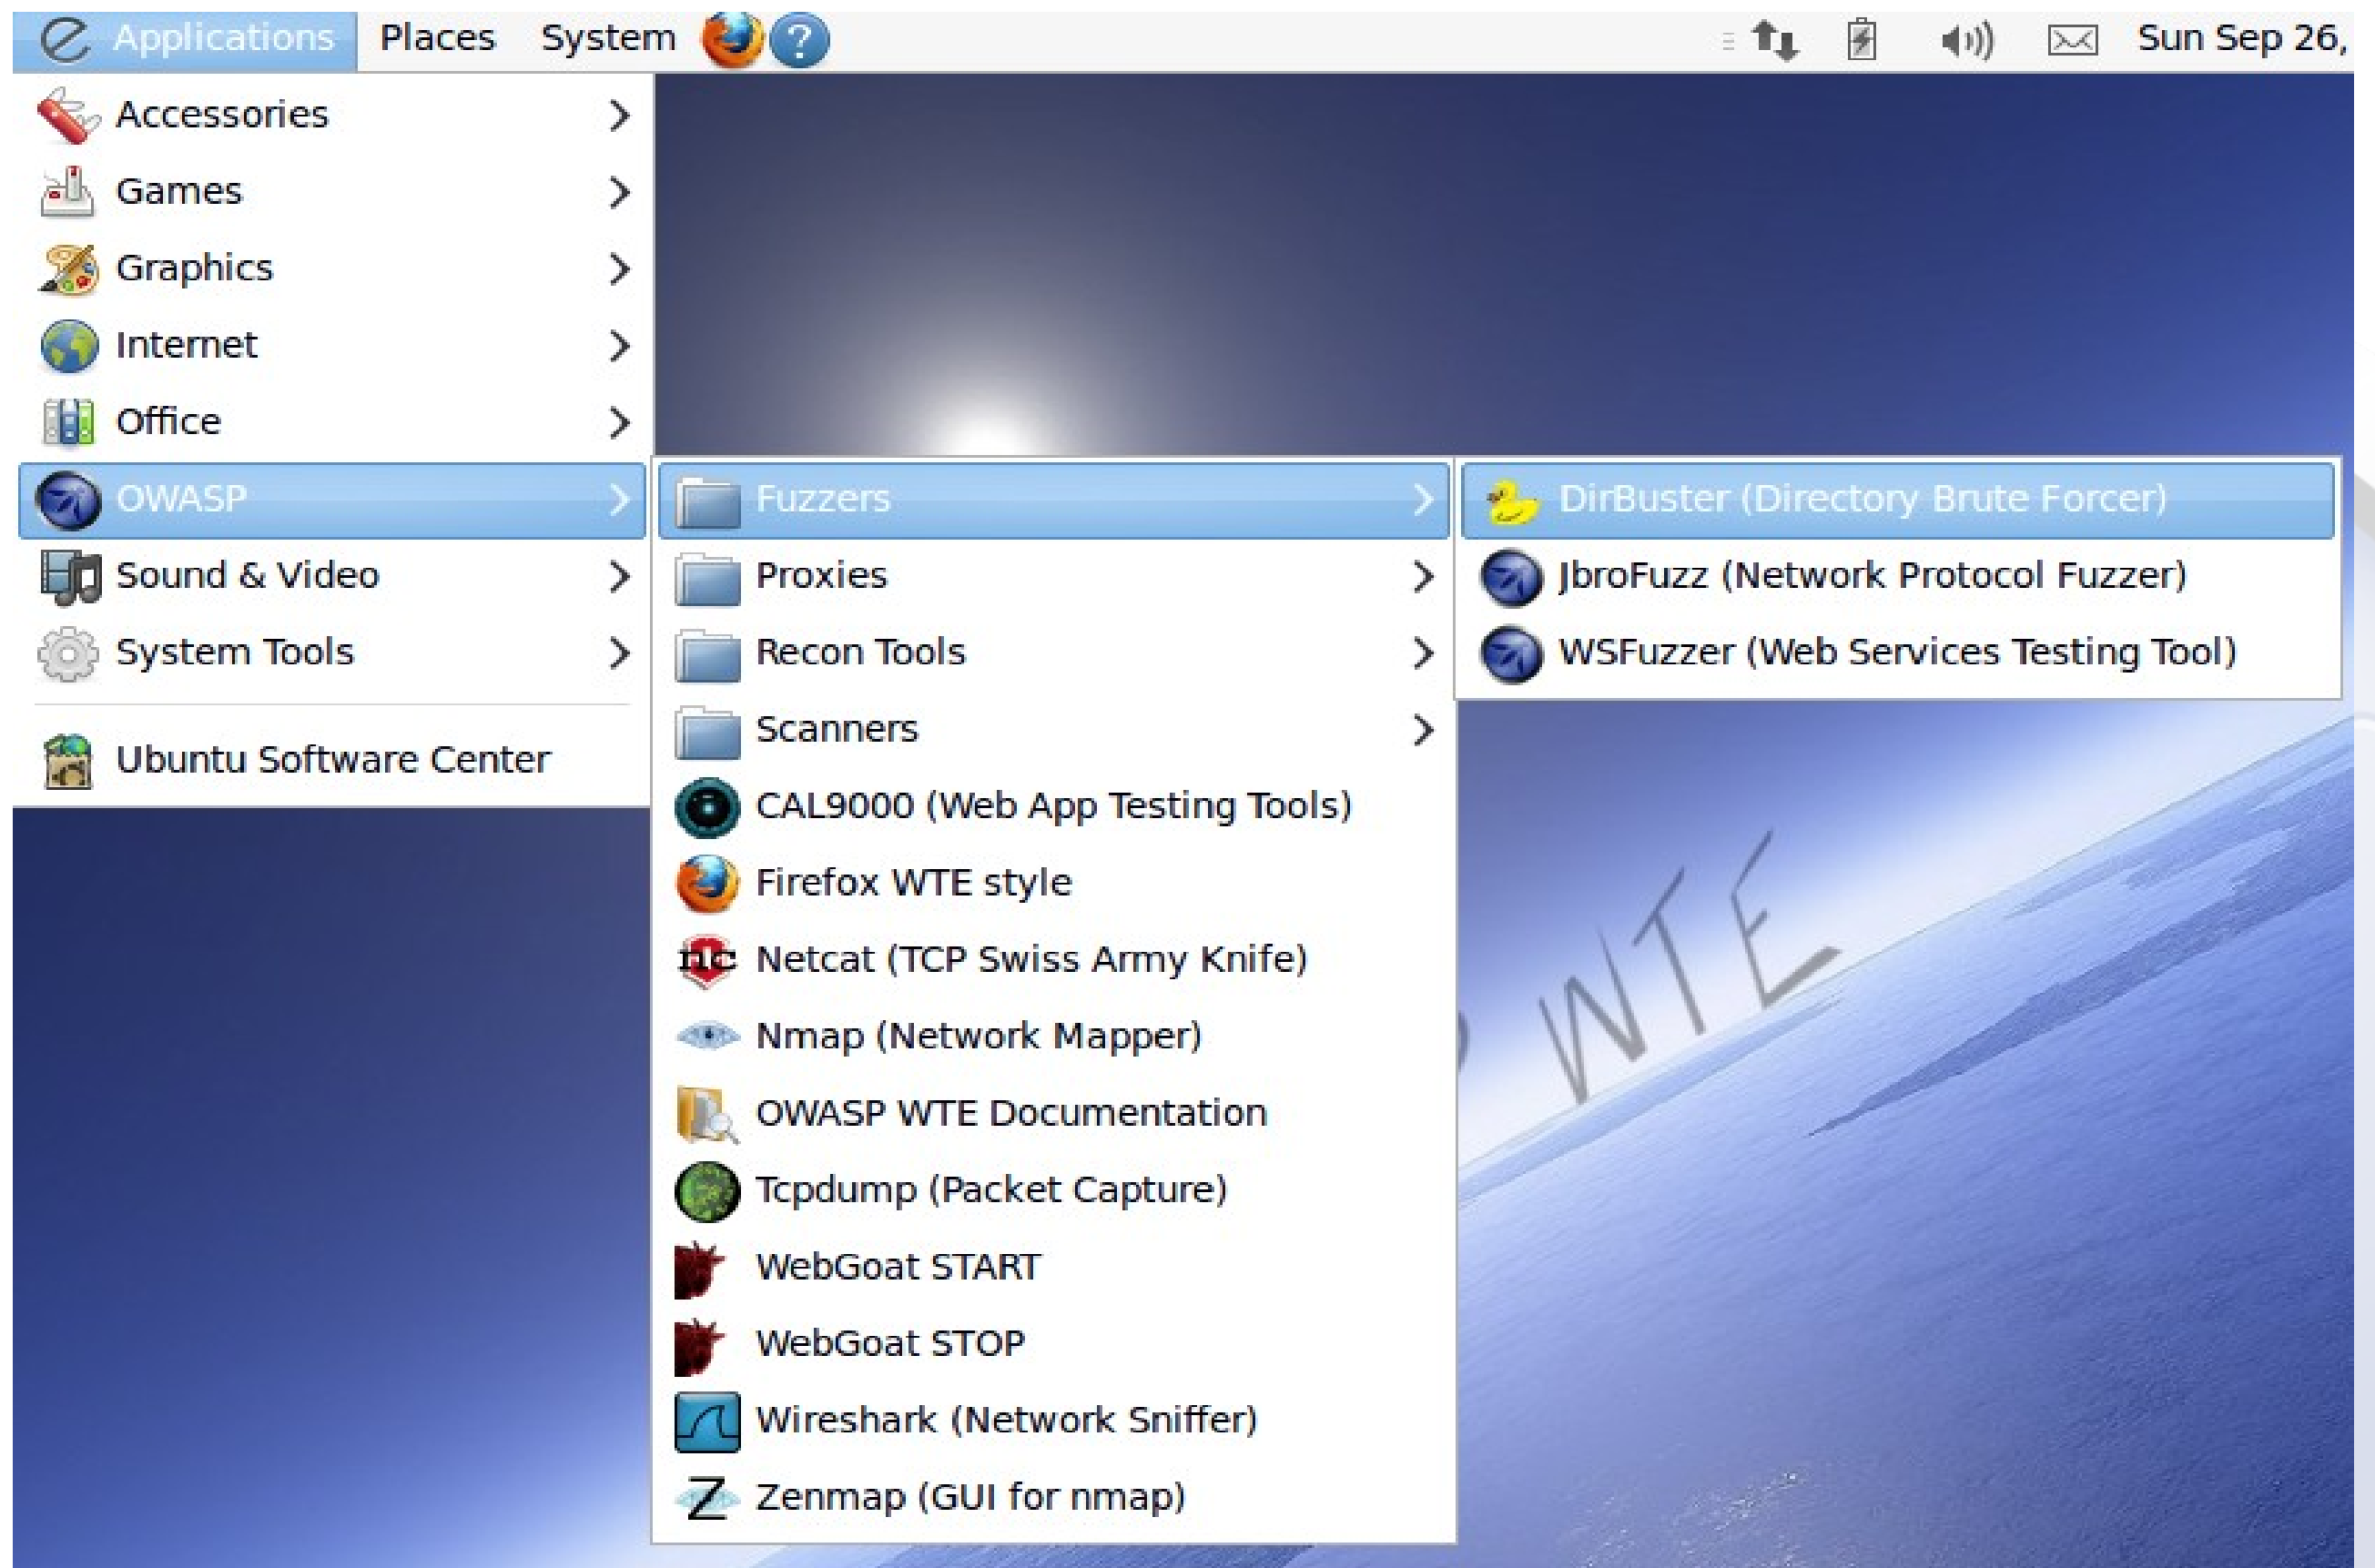 Applications Places System ? Sun Sep 26,
Accessories
Games
Graphics
Internet
Office
OWASP
Sound & Video
System Tools
Ubuntu Software Center
Fuzzers
Proxies
Recon Tools
Scanners
CAL9000 (Web App Testing Tools)
Firefox WTE style
nc Netcat (TCP Swiss Army Knife)
Nmap (Network Mapper)
OWASP WTE Documentation
Tcpdump (Packet Capture)
WebGoat START
WebGoat STOP
Wireshark (Network Sniffer)
Z Zenmap (GUI for nmap)
DirBuster (Directory Brute Forcer)
JbroFuzz (Network Protocol Fuzzer)
WSFuzzer (Web Services Testing Tool)
WTE